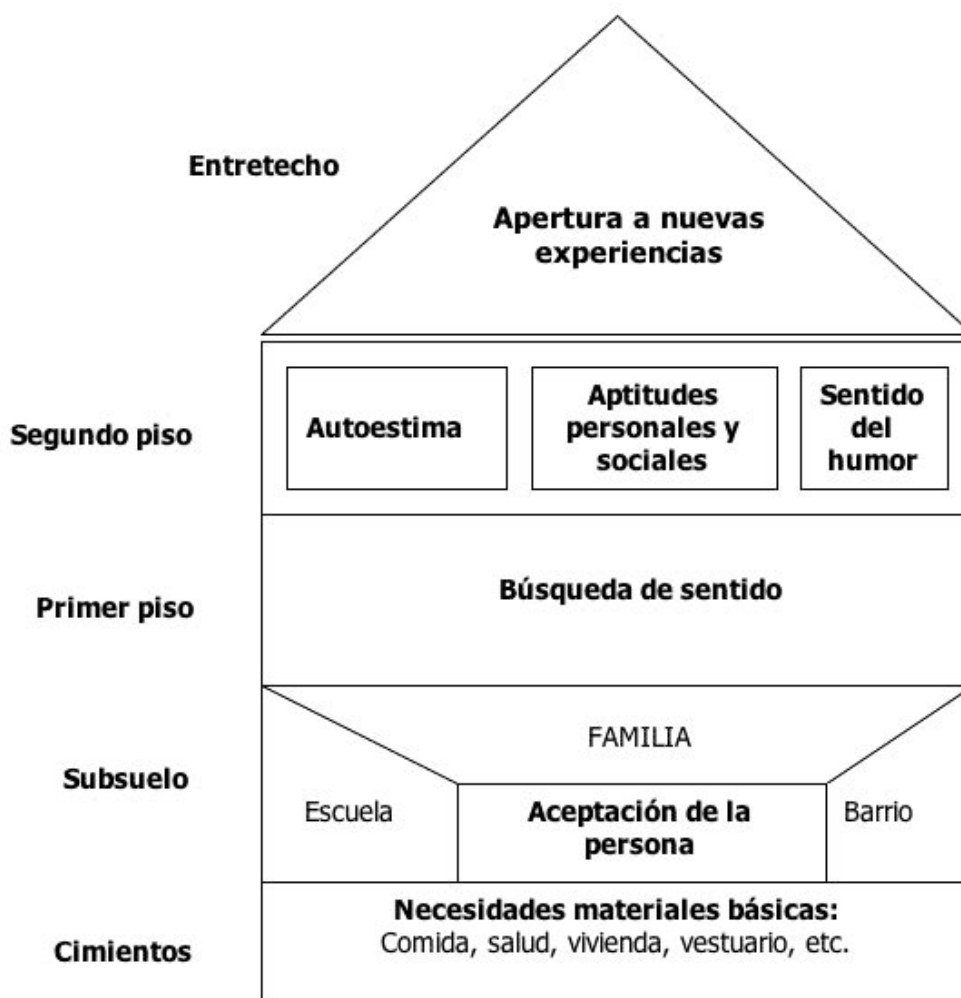 Entretecho
Apertura a nuevas
experiencias
Segundo piso
Autoestima
Aptitudes
personales y
sociales
Sentido
del
humor
Primer piso
Búsqueda de sentido
Subsuelo
FAMILIA
Escuela
Aceptación de la
persona
Barrio
Cimientos
Necesidades materiales básicas:
Comida, salud, vivienda, vestuario, etc.